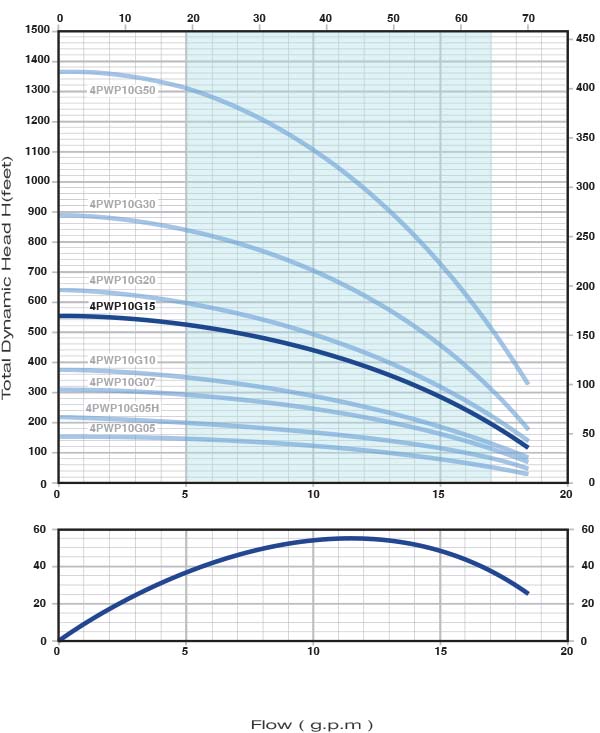 0 10 20 30 40 50 60 70
1500
450
1400
4PWP10G50
400
1300
1200
350
1100
1000
300
4PWP10G30
900
250
800
700
4PWP10G20
200
600
4PWP10G15
500
150
400
4PWP10G10
4PWP10G07
100
300
4PWP10G05H
200
4PWP10G05
50
100
0
0
0 5 10 15 20
Total Dynamic Head H(feet)
60 60
40 40
20 20
0 0
0 5 10 15 20
Flow ( g.p.m )